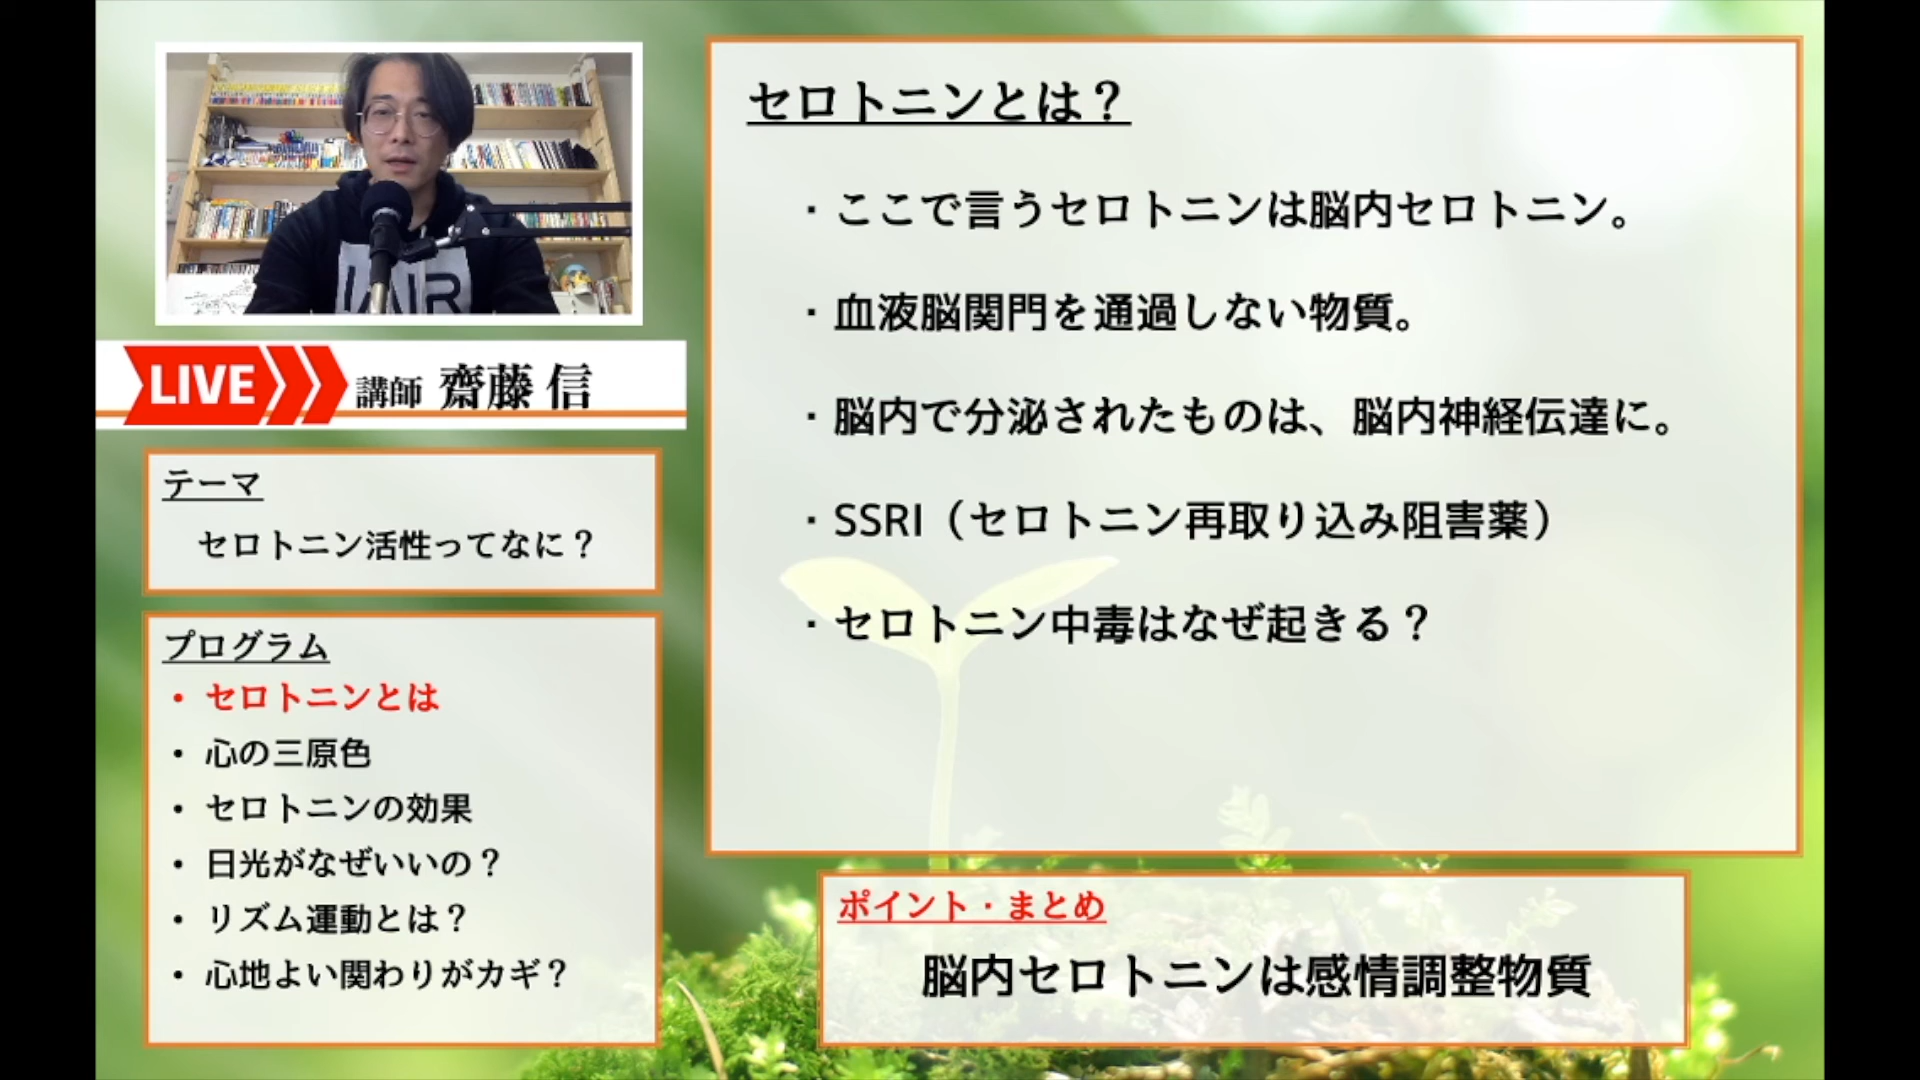 LIVE
講師 齋藤 信
テーマ
セロトニン活性ってなに？
プログラム
• セロトニンとは
• 心の三原色
• セロトニンの効果
• 日光がなぜいいの？
• リズム運動とは？
• 心地よい関わりがカギ？
セロトニンとは？
・ここで言うセロトニンは脳内セロトニン。
・血液脳関門を通過しない物質。
・脳内で分泌されたものは、脳内神経伝達に。
・SSRI（セロトニン再取り込み阻害薬）
・セロトニン中毒はなぜ起きる？
ポイント・まとめ
脳内セロトニンは感情調整物質